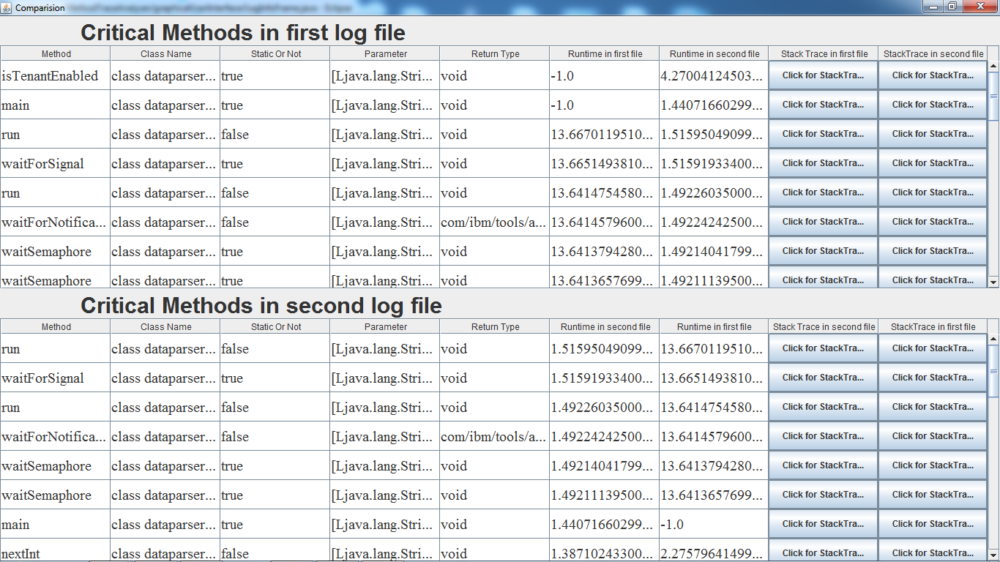 Comparision
Critical Methods in first log file
Method Class Name Static Or Not Parameter Return Type Runtime in first file Runtime in second file Stack Trace in first file StackTrace in second file
isTenantEnabled class dataparser... true [Ljava.lang.Stri... void -1.0 4.27004124503... Click for StackTra... Click for StackTra...
main class dataparser... true [Ljava.lang.Stri... void -1.0 1.44071660299... Click for StackTra... Click for StackTra...
run class dataparser... false [Ljava.lang.Stri... void 13.6670119510... 1.51595049099... Click for StackTra... Click for StackTra...
waitForSignal class dataparser... true [Ljava.lang.Stri... void 13.6651493810... 1.51591933400... Click for StackTra... Click for StackTra...
run class dataparser... false [Ljava.lang.Stri... void 13.6414754580... 1.49226035000... Click for StackTra... Click for StackTra...
waitForNotifica... class dataparser... false [Ljava.lang.Stri... com/ibm/tools/a... 13.6414579600... 1.49224242500... Click for StackTra... Click for StackTra...
waitSemaphore class dataparser... true [Ljava.lang.Stri... void 13.6413794280... 1.49214041799... Click for StackTra... Click for StackTra...
waitSemaphore class dataparser... true [Ljava.lang.Stri... void 13.6413657699... 1.49211139500... Click for StackTra... Click for StackTra...
Critical Methods in second log file
Method Class Name Static Or Not Parameter Return Type Runtime in second file Runtime in first file Stack Trace in second file StackTrace in first file
run class dataparser... false [Ljava.lang.Stri... void 1.51595049099... 13.6670119510... Click for StackTra... Click for StackTra...
waitForSignal class dataparser... true [Ljava.lang.Stri... void 1.51591933400... 13.6651493810... Click for StackTra... Click for StackTra...
run class dataparser... false [Ljava.lang.Stri... void 1.49226035000... 13.6414754580... Click for StackTra... Click for StackTra...
waitForNotifica... class dataparser... false [Ljava.lang.Stri... com/ibm/tools/a... 1.49224242500... 13.6414579600... Click for StackTra... Click for StackTra...
waitSemaphore class dataparser... true [Ljava.lang.Stri... void 1.49214041799... 13.6413794280... Click for StackTra... Click for StackTra...
waitSemaphore class dataparser... true [Ljava.lang.Stri... void 1.49211139500... 13.6413657699... Click for StackTra... Click for StackTra...
main class dataparser... true [Ljava.lang.Stri... void 1.44071660299... -1.0 Click for StackTra... Click for StackTra...
nextInt class dataparser... false [Ljava.lang.Stri... void 1.38710243300... 2.27579641499... Click for StackTra... Click for StackTra...